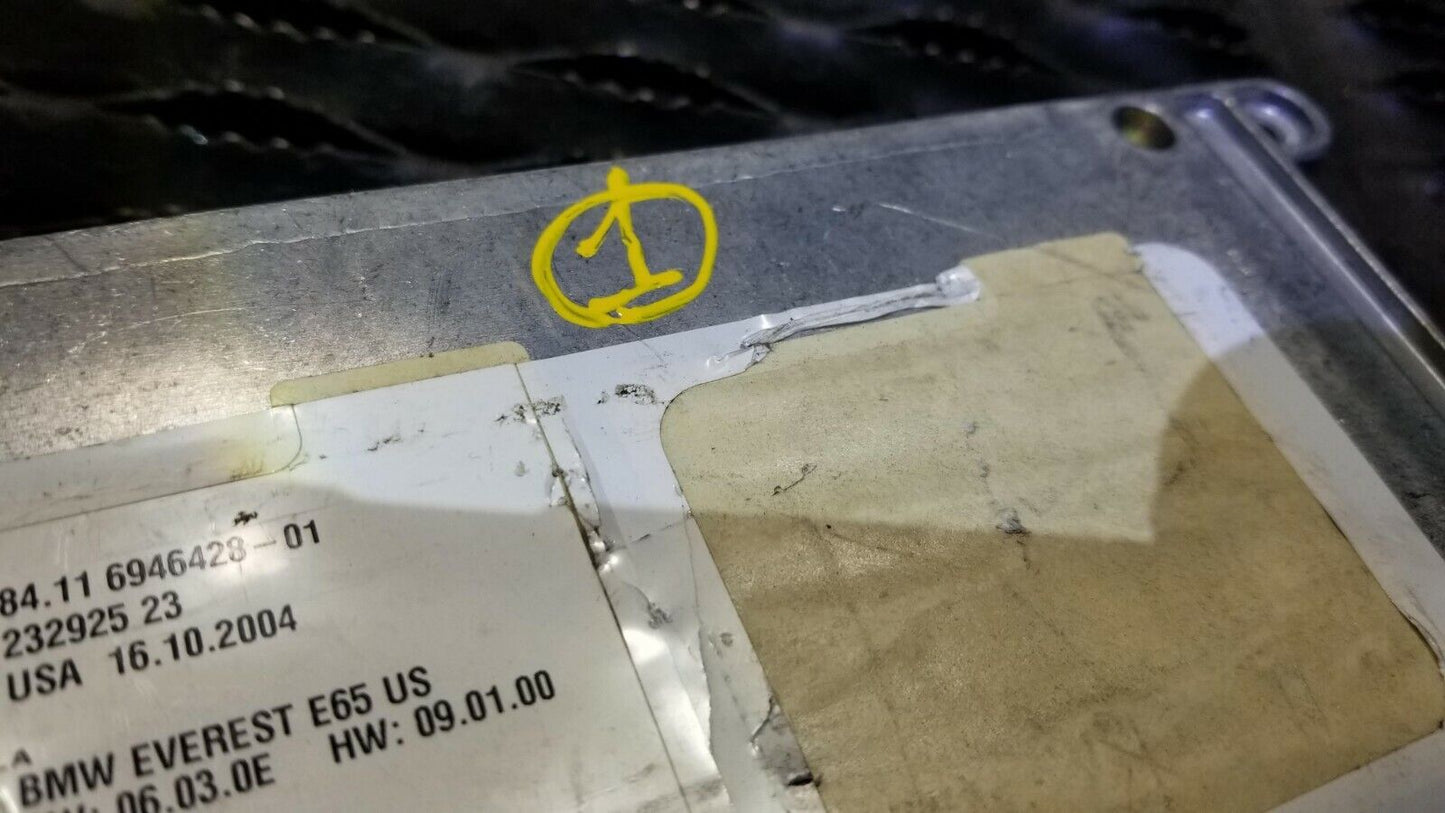 1
84.11 6946428-01
232925 23
USA 16.10.2004
BMW EVEREST E65 US
06.03.0E HW: 09.01.00